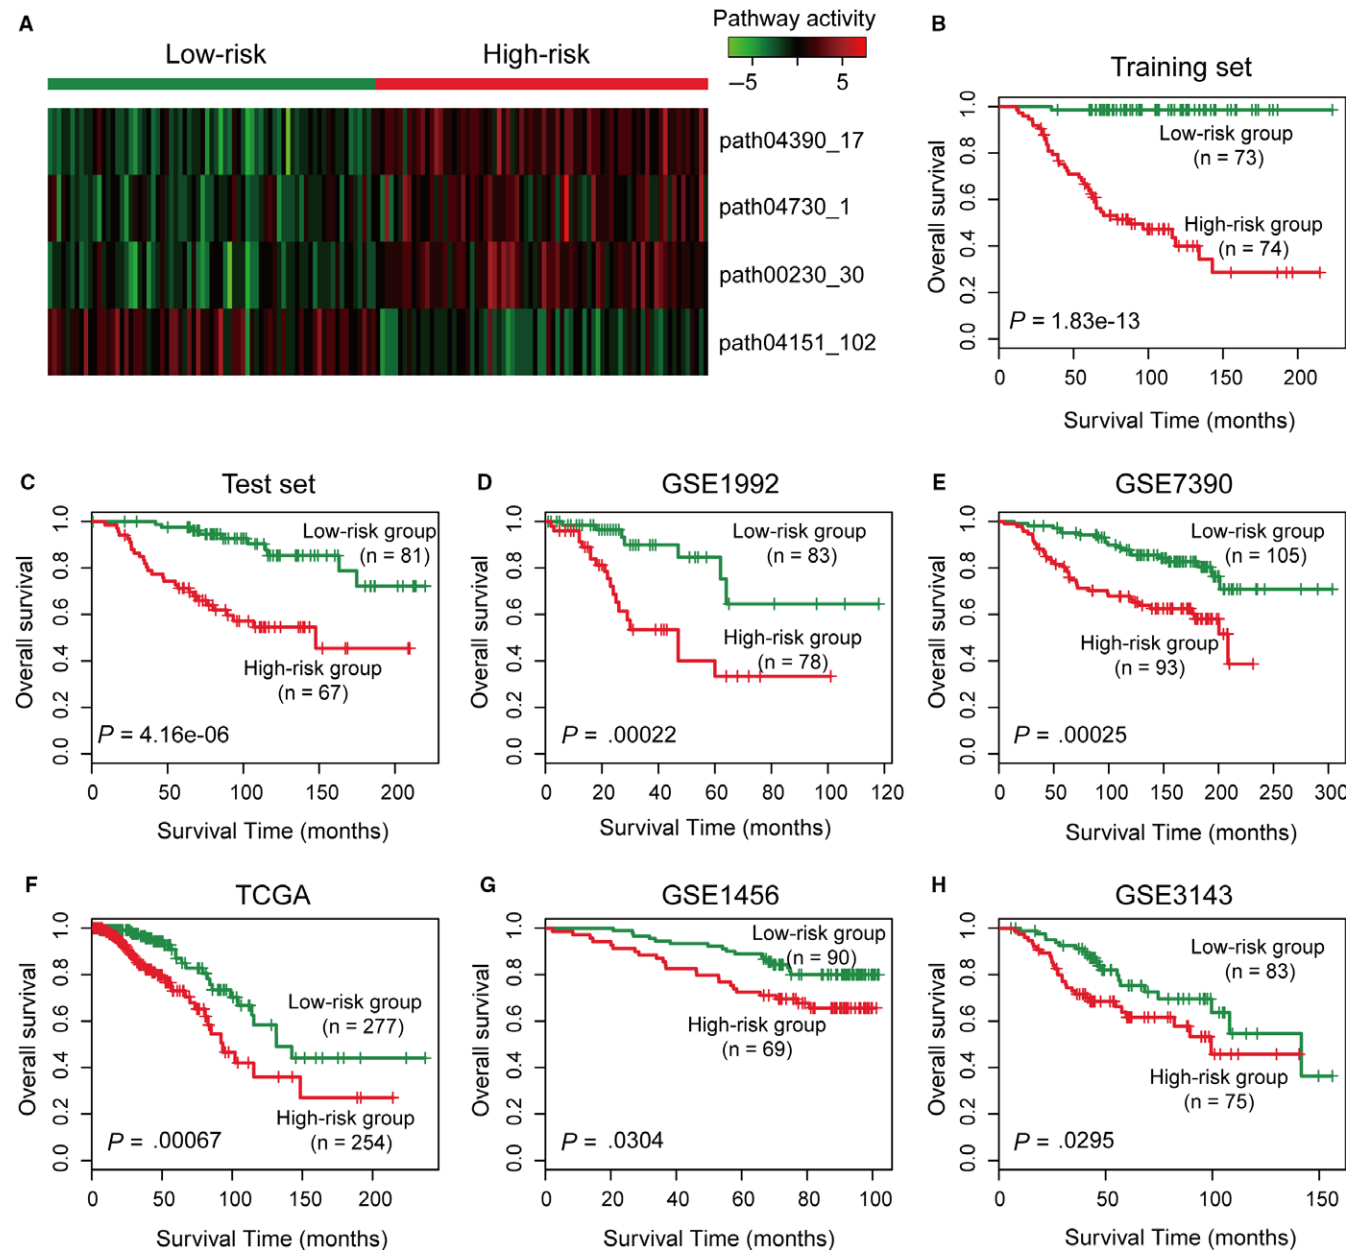 A
Low-risk
High-risk
Pathway activity
−5
5
path04390_17
path04730_1
path00230_30
path04151_102
B
Training set
Overall survival
0.0
0.2
0.4
0.6
0.8
1.0
Low-risk group
(n = 73)
High-risk group
(n = 74)
P = 1.83e-13
0 50 100 150 200
Survival Time (months)
C
Test set
Overall survival
0.0
0.2
0.4
0.6
0.8
1.0
Low-risk group
(n = 81)
High-risk group
(n = 67)
P = 4.16e-06
0 50 100 150 200
Survival Time (months)
D
GSE1992
Overall survival
0.0
0.2
0.4
0.6
0.8
1.0
Low-risk group
(n = 83)
High-risk group
(n = 78)
P = .00022
0 20 40 60 80 100 120
Survival Time (months)
E
GSE7390
Overall survival
0.0
0.2
0.4
0.6
0.8
1.0
Low-risk group
(n = 105)
High-risk group
(n = 93)
P = .00025
0 50 100 150 200 250 300
Survival Time (months)
F
TCGA
Overall survival
0.0
0.2
0.4
0.6
0.8
1.0
Low-risk group
(n = 277)
High-risk group
(n = 254)
P = .00067
0 50 100 150 200
Survival Time (months)
G
GSE1456
Overall survival
0.0
0.2
0.4
0.6
0.8
1.0
Low-risk group
(n = 90)
High-risk group
(n = 69)
P = .0304
0 20 40 60 80 100
Survival Time (months)
H
GSE3143
Overall survival
0.0
0.2
0.4
0.6
0.8
1.0
Low-risk group
(n = 83)
High-risk group
(n = 75)
P = .0295
0 50 100 150
Survival Time (months)